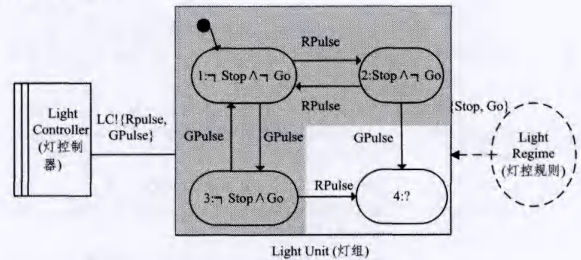 RPulse
1:¬ Stop∧¬ Go
2:Stop∧¬ Go
RPulse
Light
Controller
(灯控制
器)
LC!{Rpulse,
GPulse}
{Stop, Go}
GPulse
GPulse
GPulse
Light
Regime
(灯控规则)
3:¬ Stop∧Go
RPulse
4:?
Light Unit (灯组)